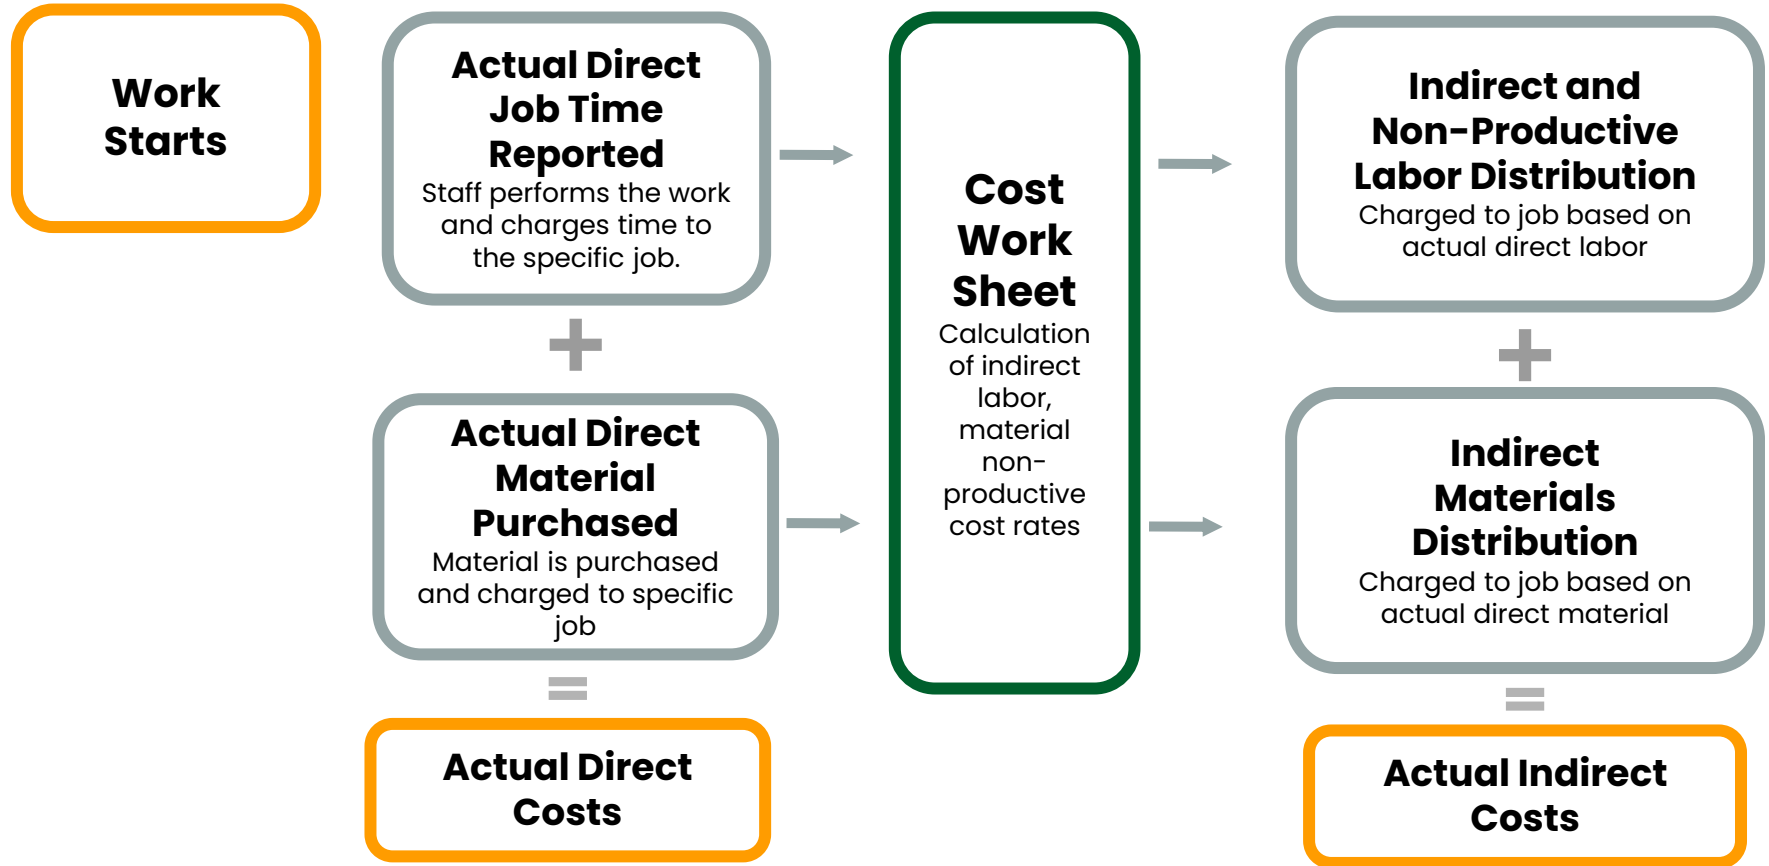 Work
Starts
Actual Direct
Job Time
Reported
Staff performs the work
and charges time to
the specific job.
+
Actual Direct
Material
Purchased
Material is purchased
and charged to specific
job
=
Actual Direct
Costs
Cost
Work
Sheet
Calculation
of indirect
labor,
material
non-
productive
cost rates
Indirect and
Non-Productive
Labor Distribution
Charged to job based on
actual direct labor
+
Indirect
Materials
Distribution
Charged to job based on
actual direct material
=
Actual Indirect
Costs